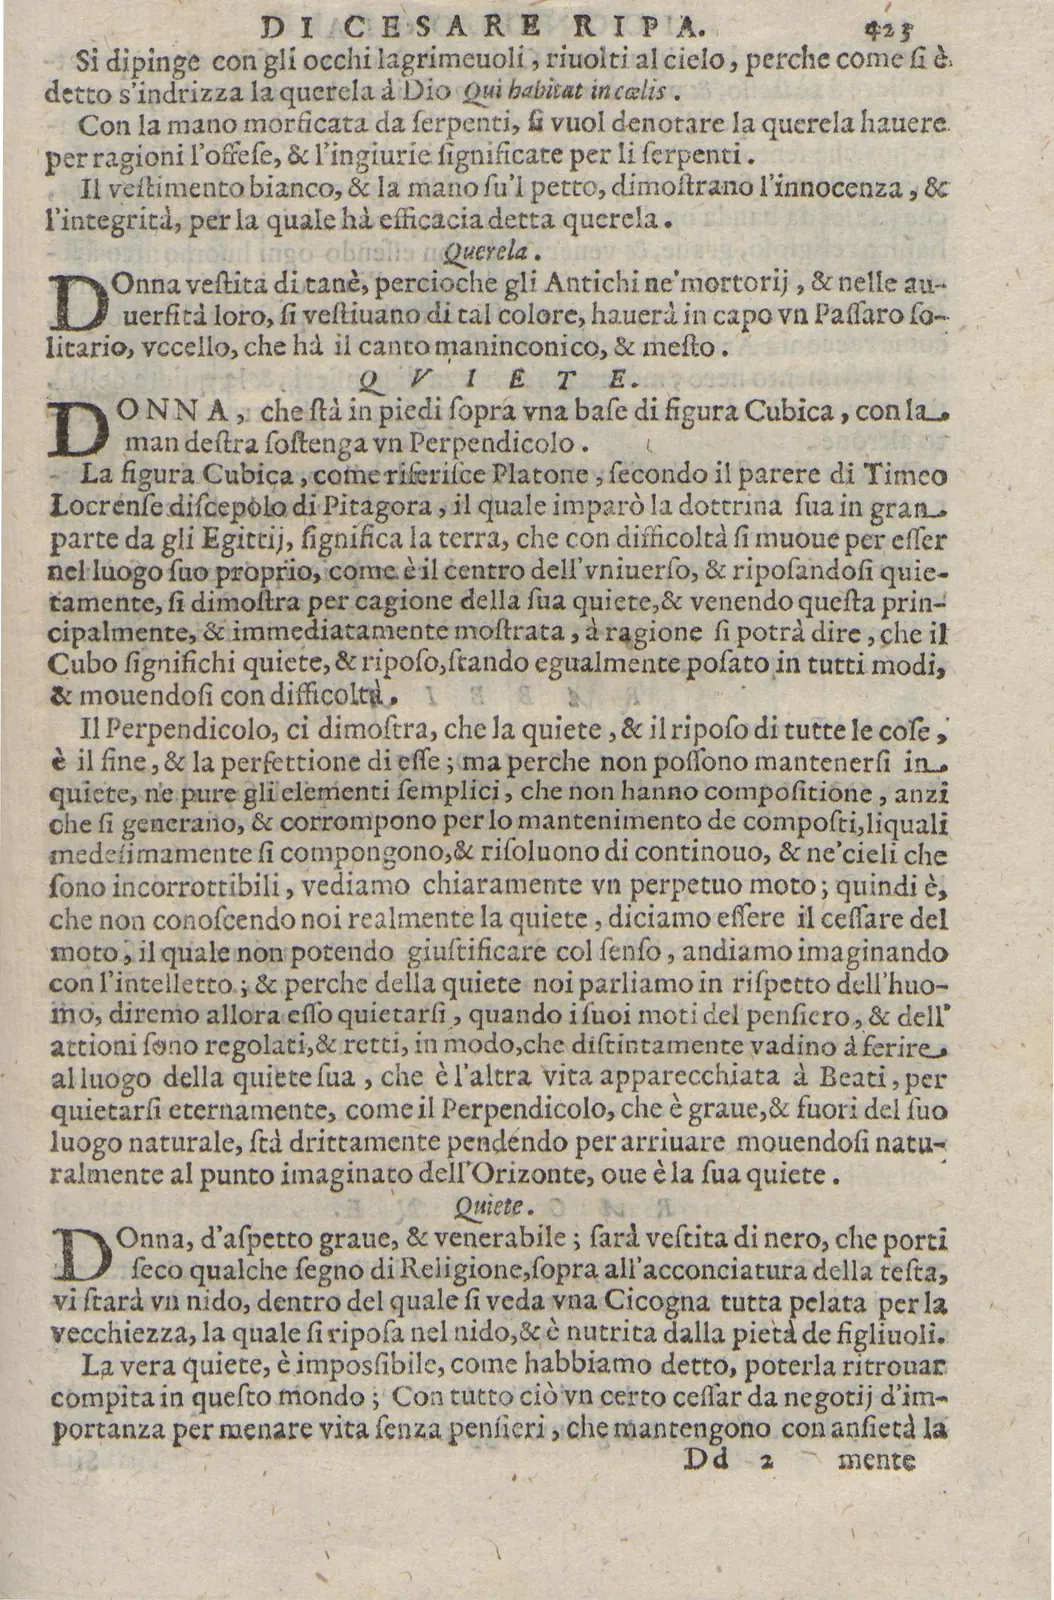 DI CESARE RIPA. 423
Si dipinge con gli occhi lagrimeuoli, riuolti al cielo, perche come ſi è
detto s'indrizza la querela à Dio Qui habitat in cœlis.
Con la mano morſicata da ſerpenti, ſi vuol denotare la querela hauere
per ragioni l'offeſe, & l'ingiurie ſignificate per li ſerpenti.
Il veſtimento bianco, & la mano ſu'l petto, dimoſtrano l'innocenza, &
l'integrità, per la quale hà efficacia detta querela.
Querela.
DOnna veſtita di tanè, percioche gli Antichi ne'mortorij, & nelle au-
uerſità loro, ſi veſtiuano di tal colore, hauerà in capo vn Paſſaro ſo-
litario, vccello, che hà il canto maninconico, & meſto.
QVIETE.
DONNA, che ſtà in piedi ſopra vna baſe di figura Cubica, con la
man deſtra ſoſtenga vn Perpendicolo.
La figura Cubica, come riferiſce Platone, ſecondo il parere di Timeo
Locrenſe diſcepolo di Pitagora, il quale imparò la dottrina ſua in gran
parte da gli Egittij, ſignifica la terra, che con difficoltà ſi muoue per eſſer
nel luogo ſuo proprio, come è il centro dell'vniuerſo, & ripoſandoſi quie-
tamente, ſi dimoſtra per cagione della ſua quiete, & venendo queſta prin-
cipalmente, & immediatamente moſtrata, à ragione ſi potrà dire, che il
Cubo ſignifichi quiete, & ripoſo, ſtando egualmente poſato in tutti modi,
& mouendoſi con difficoltà.
Il Perpendicolo, ci dimoſtra, che la quiete, & il ripoſo di tutte le coſe,
è il fine, & la perfettione di eſſe; ma perche non poſſono mantenerſi in
quiete, ne pure gli elementi ſemplici, che non hanno compoſitione, anzi
che ſi generano, & corrompono per lo mantenimento de compoſti, li quali
medeſimamente ſi compongono, & riſoluono di continouo, & ne'cieli che
ſono incorrottibili, vediamo chiaramente vn perpetuo moto; quindi è,
che non conoſcendo noi realmente la quiete, diciamo eſſere il ceſſare del
moto, il quale non potendo giuſtificare col ſenſo, andiamo imaginando
con l'intelletto; & perche della quiete noi parliamo in riſpetto dell'huo-
mo, diremo allora eſſo quietarſi, quando i ſuoi moti del penſiero, & dell'
attioni ſono regolati, & retti, in modo, che diſtintamente vadino à ferire
al luogo della quiete ſua, che è l'altra vita apparecchiata à Beati, per
quietarſi eternamente, come il Perpendicolo, che è graue, & fuori del ſuo
luogo naturale, ſtà drittamente pendendo per arriuare mouendoſi natu-
ralmente al punto imaginato dell'Orizonte, oue è la ſua quiete.
Quiete.
DOnna, d'aſpetto graue, & venerabile; ſarà veſtita di nero, che porti
ſeco qualche ſegno di Religione, ſopra all'acconciatura della teſta,
vi ſtarà vn nido, dentro del quale ſi veda vna Cicogna tutta pelata per la
vecchiezza, la quale ſi ripoſa nel nido, & è nutrita dalla pietà de figliuoli.
La vera quiete, è impoſſibile, come habbiamo detto, poterla ritrouar
compita in queſto mondo; Con tutto ciò vn certo ceſſar da negotij d'im-
portanza per menare vita ſenza penſieri, che mantengono con anſietà la
Dd 2 mente